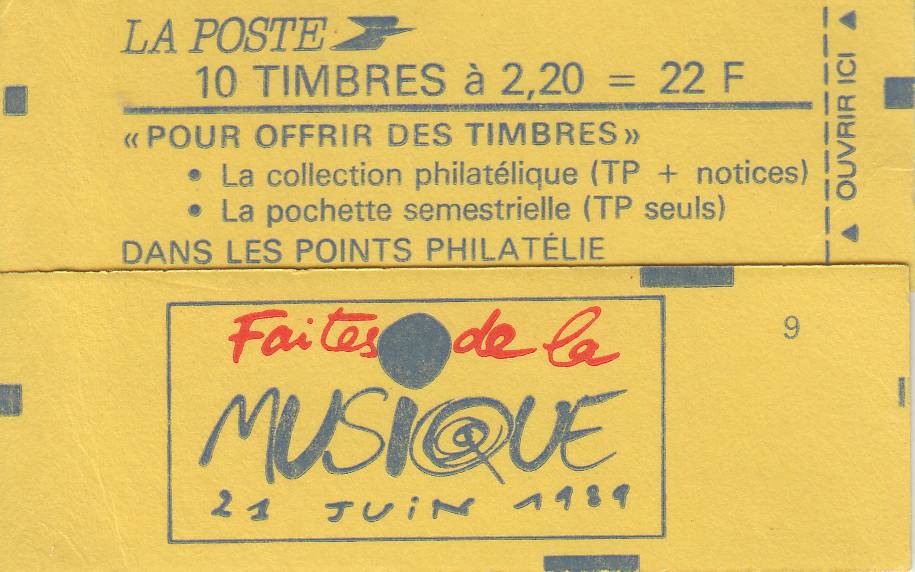 LA POSTE
10 TIMBRES à 2,20 = 22 F
«POUR OFFRIR DES TIMBRES»
• La collection philatélique (TP + notices)
• La pochette semestrielle (TP seuls)
DANS LES POINTS PHILATÉLIE
▲ OUVRIR ICI ▲
Faites de la
MUSIQUE
21 JUIN 1989
9